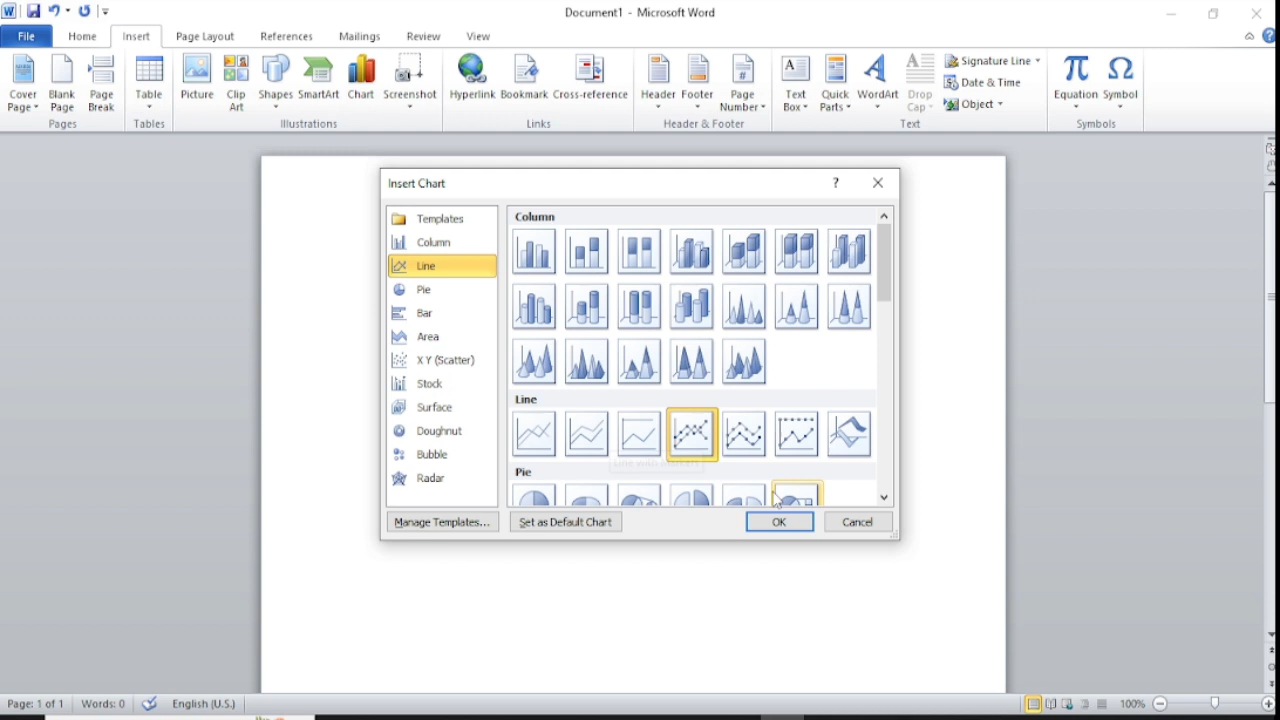 Document1 - Microsoft Word
File Home Insert Page Layout References Mailings Review View
Cover Page Blank Page Page Break Table Picture Clip Art Shapes SmartArt Chart Screenshot Hyperlink Bookmark Cross-reference Header Footer Page Number Text Box Quick Parts WordArt Drop Cap Signature Line Date & Time Object Equation Symbol
Pages Tables Illustrations Links Header & Footer Text Symbols
Insert Chart
Templates
Column
Line
Pie
Bar
Area
X Y (Scatter)
Stock
Surface
Doughnut
Bubble
Radar
Column
Line
Line with Markers
Pie
Manage Templates... Set as Default Chart OK Cancel
Page: 1 of 1 Words: 0 English (U.S.) 100%